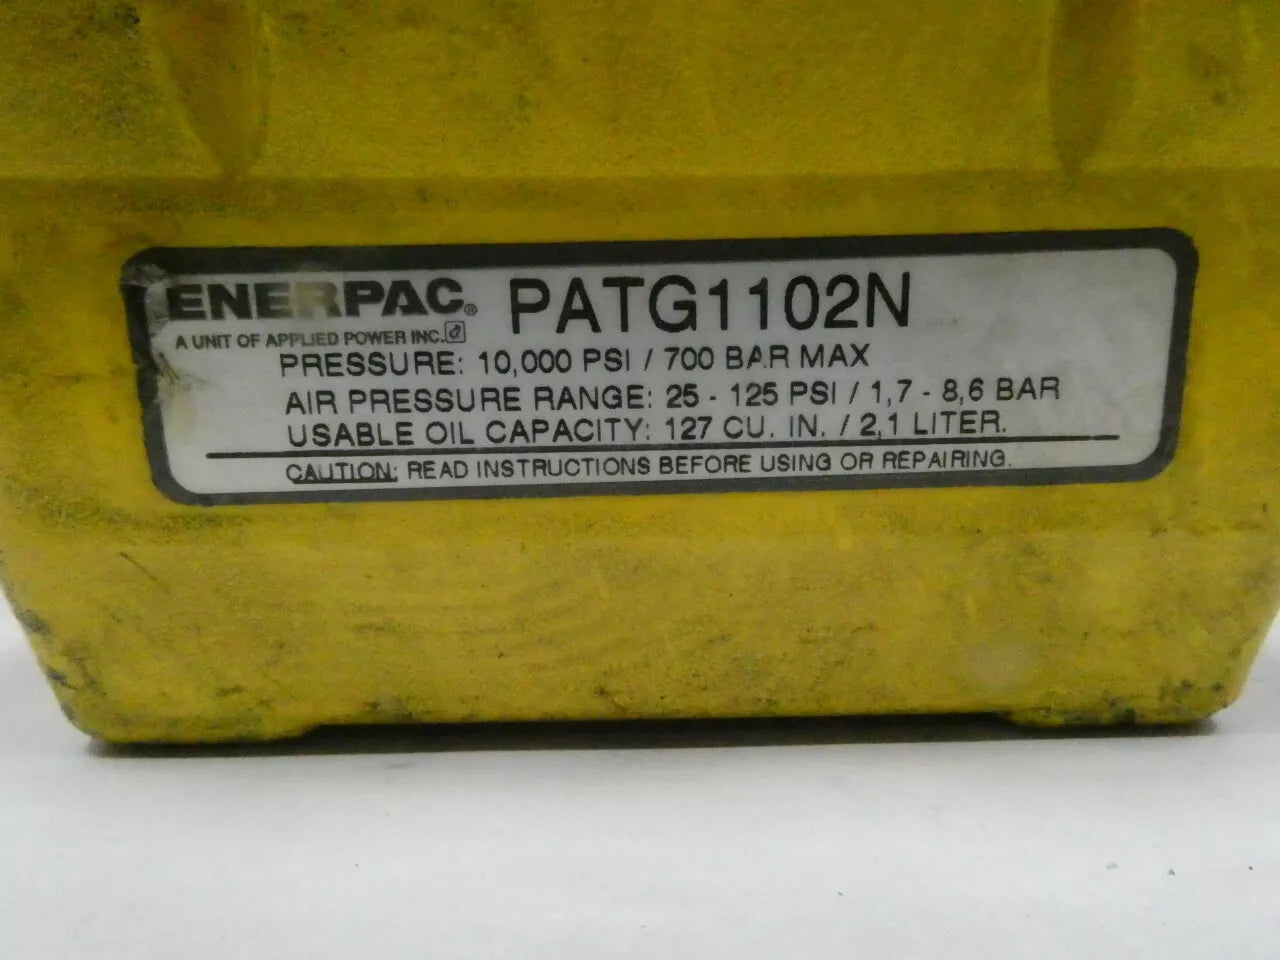 ENERPAC® PATG1102N
A UNIT OF APPLIED POWER INC.
PRESSURE: 10,000 PSI / 700 BAR MAX
AIR PRESSURE RANGE: 25 - 125 PSI / 1,7 - 8,6 BAR
USABLE OIL CAPACITY: 127 CU. IN. / 2,1 LITER.
CAUTION: READ INSTRUCTIONS BEFORE USING OR REPAIRING.